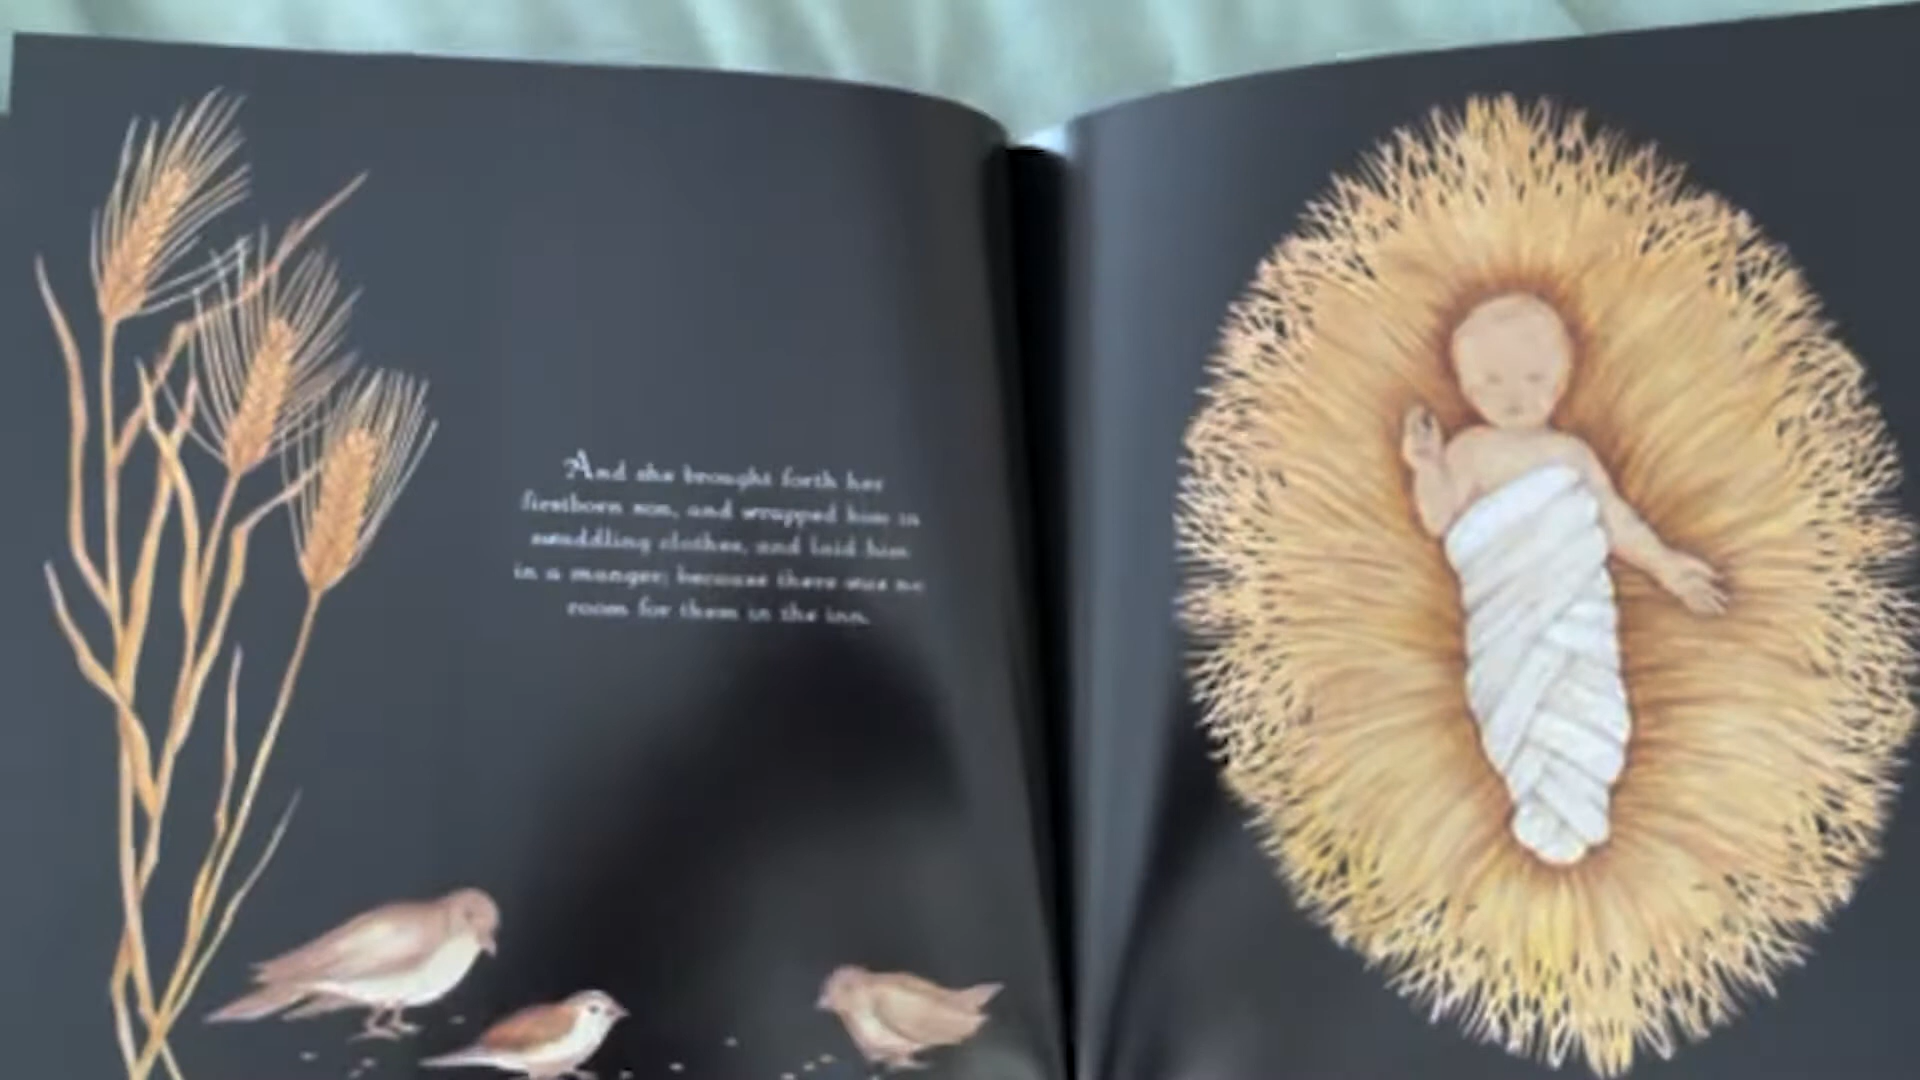 And she brought forth her
firstborn son, and wrapped him in
swaddling clothes, and laid him
in a manger; because there was no
room for them in the inn.